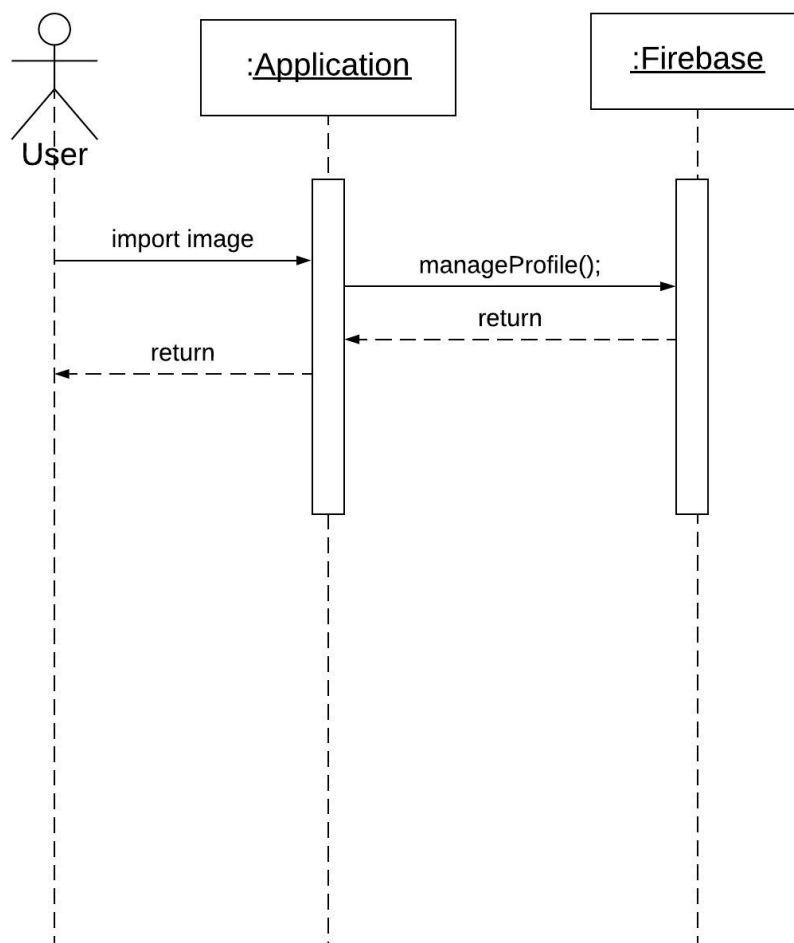 :Application
:Firebase
User
import image
manageProfile();
return
return